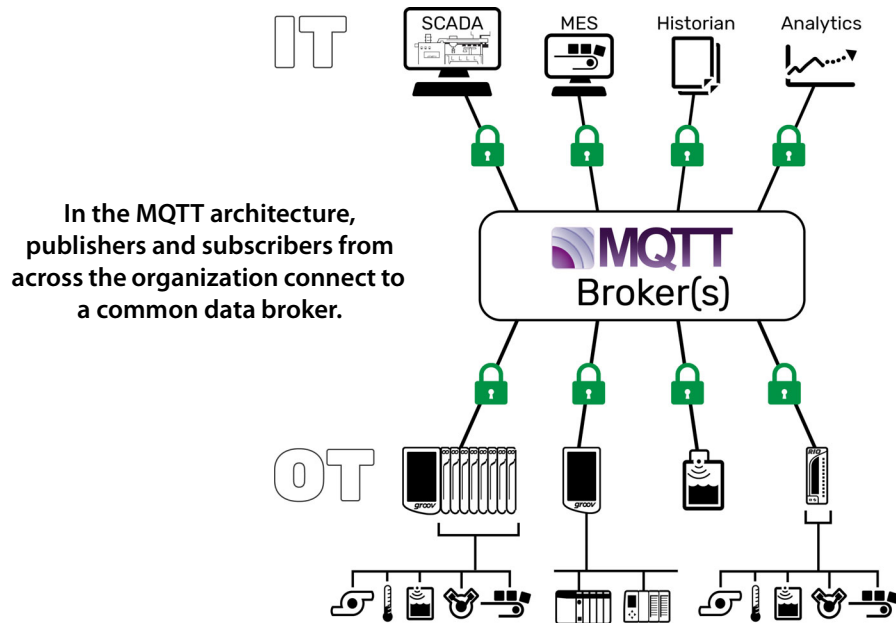 IT
SCADA
MES
Historian
Analytics
In the MQTT architecture,
publishers and subscribers from
across the organization connect to
a common data broker.
MQTT
Broker(s)
OT
groov
groov
RIO